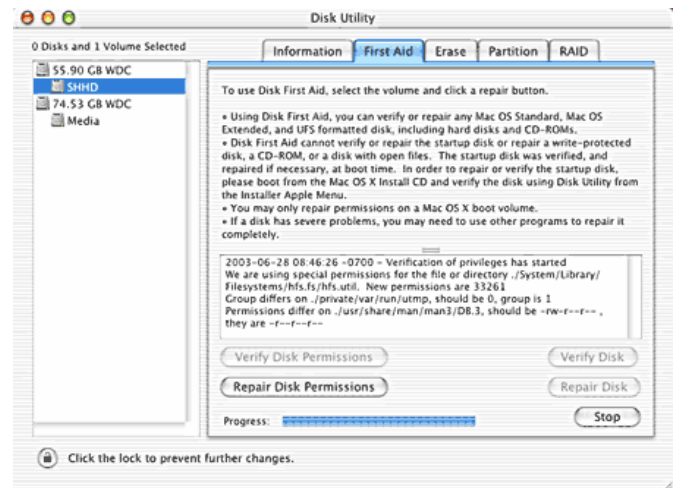 Disk Utility
0 Disks and 1 Volume Selected
55.90 GB WDC
SHHD
74.53 GB WDC
Media
Information
First Aid
Erase
Partition
RAID
To use Disk First Aid, select the volume and click a repair button.
• Using Disk First Aid, you can verify or repair any Mac OS Standard, Mac OS
Extended, and UFS formatted disk, including hard disks and CD-ROMs.
• Disk First Aid cannot verify or repair the startup disk or repair a write-protected
disk, a CD-ROM, or a disk with open files. The startup disk was verified, and
repaired if necessary, at boot time. In order to repair or verify the startup disk,
please boot from the Mac OS X Install CD and verify the disk using Disk Utility from
the Installer Apple Menu.
• You may only repair permissions on a Mac OS X boot volume.
• If a disk has severe problems, you may need to use other programs to repair it
completely.
2003-06-28 08:46:26 -0700 - Verification of privileges has started
We are using special permissions for the file or directory ./System/Library/
Filesystems/hfs.fs/hfs.util. New permissions are 33261
Group differs on ./private/var/run/utmp, should be 0, group is 1
Permissions differ on ./usr/share/man/man3/DB.3, should be -rw-r--r-- ,
they are -r--r--r--
Verify Disk Permissions
Verify Disk
Repair Disk Permissions
Repair Disk
Progress:
Stop
Click the lock to prevent further changes.